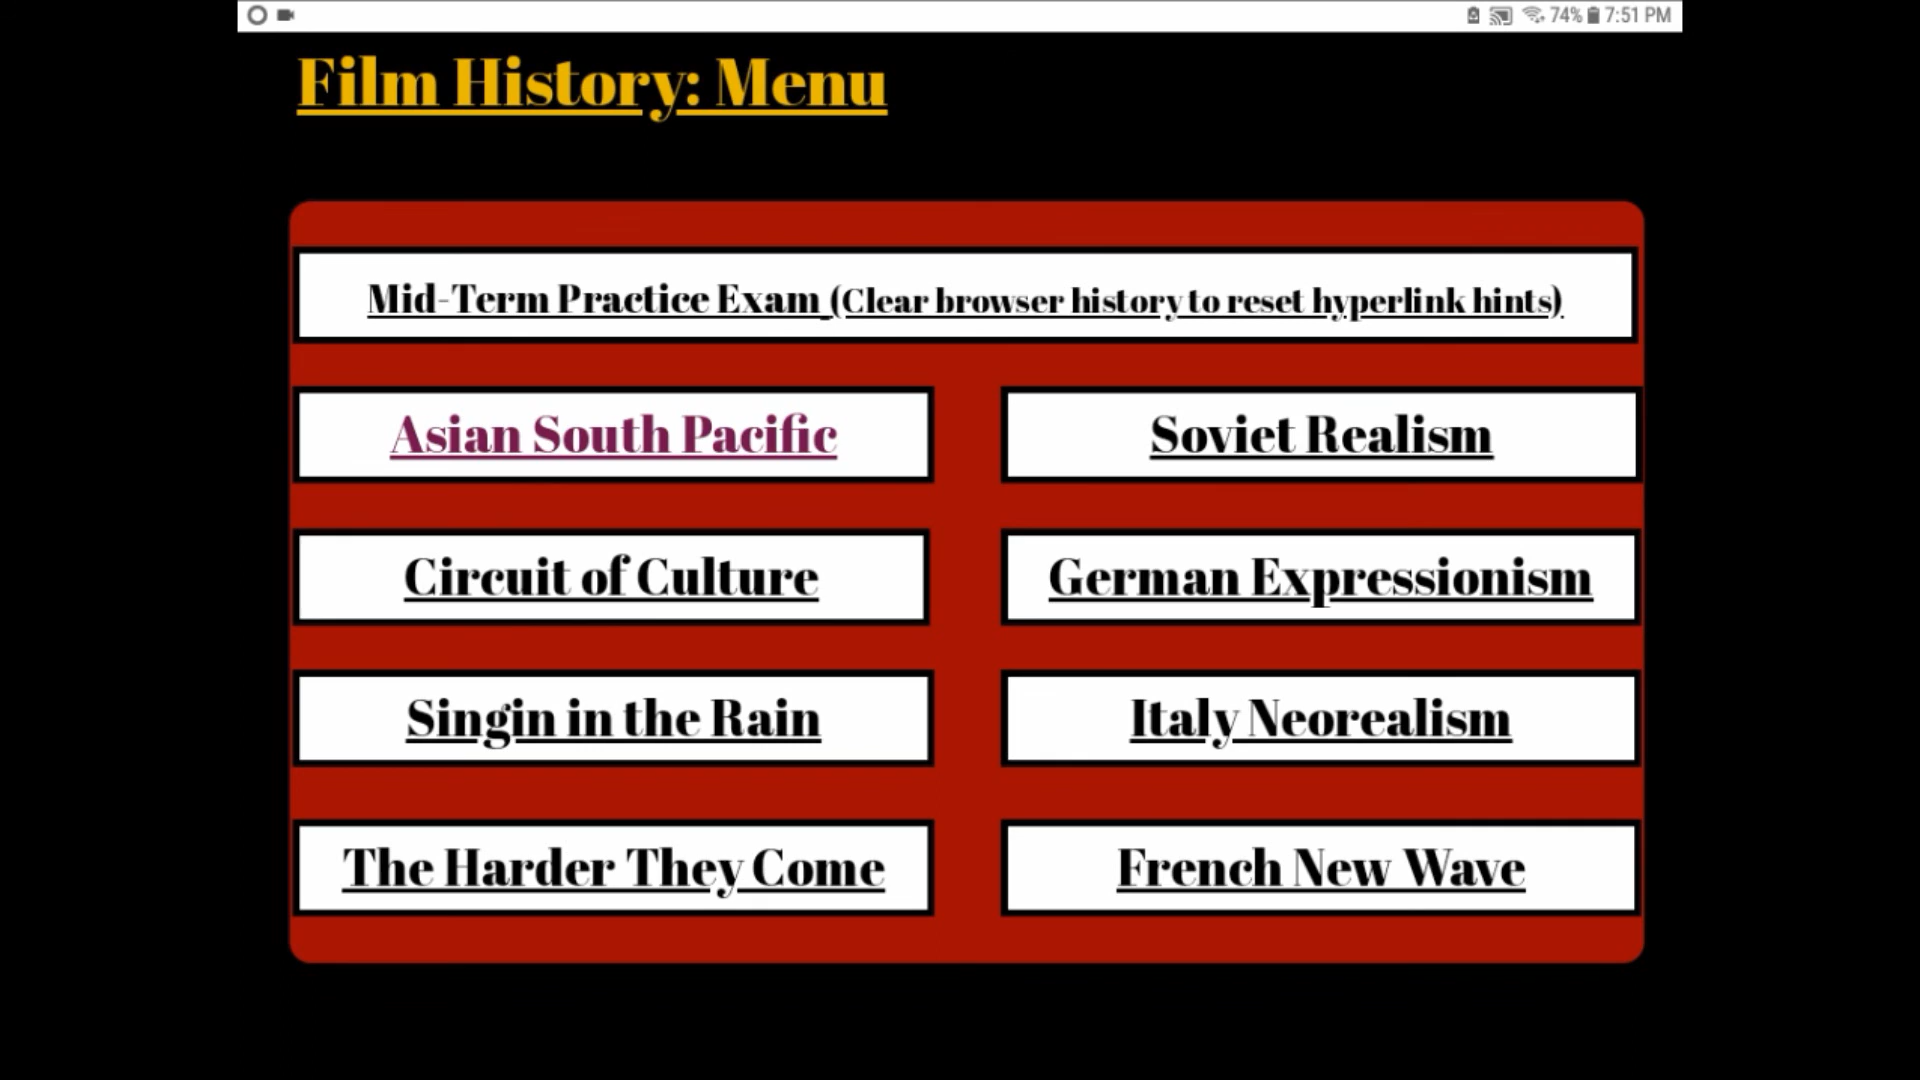 74% 7:51 PM
Film History: Menu
Mid-Term Practice Exam (Clear browser history to reset hyperlink hints)
Asian South Pacific
Soviet Realism
Circuit of Culture
German Expressionism
Singin in the Rain
Italy Neorealism
The Harder They Come
French New Wave